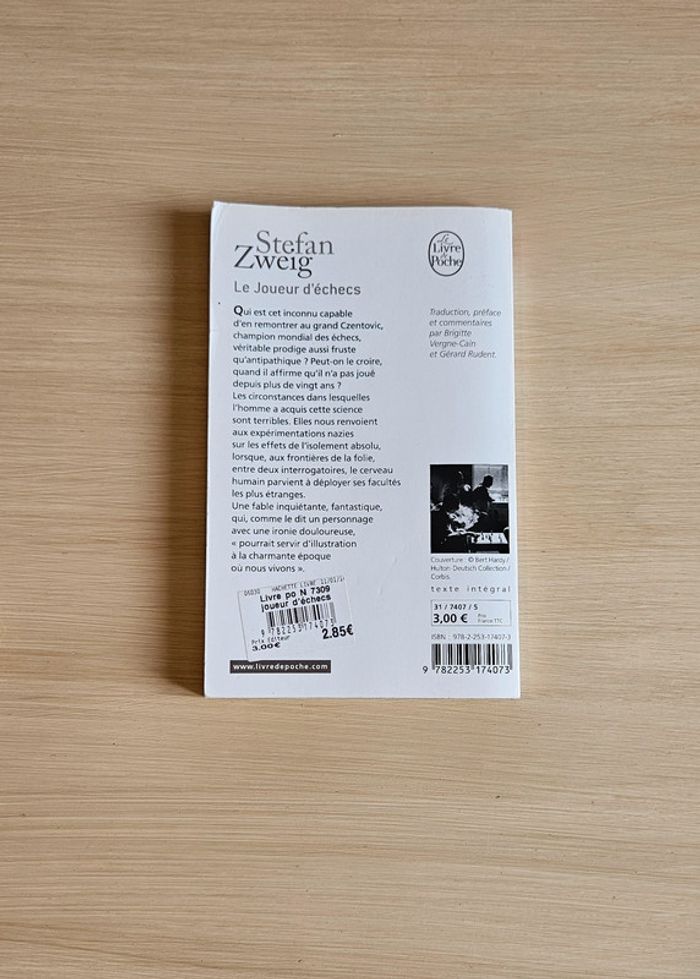 Stefan
Zweig
Le Joueur d'échecs
Qui est cet inconnu capable
d'en remontrer au grand Czentovic,
champion mondial des échecs,
véritable prodige aussi fruste
qu'antipathique ? Peut-on le croire,
quand il affirme qu'il n'a pas joué
depuis plus de vingt ans ?
Les circonstances dans lesquelles
l'homme a acquis cette science
sont terribles. Elles nous renvoient
aux expérimentations nazies
sur les effets de l'isolement absolu,
lorsque, aux frontières de la folie,
entre deux interrogatoires, le cerveau
humain parvient à déployer ses facultés
les plus étranges.
Une fable inquiétante, fantastique,
qui, comme le dit un personnage
avec une ironie douloureuse,
« pourrait servir d'illustration
à la charmante époque
où nous vivons ».
HACHETTE LIVRE
Livre po N 7309
joueur d'échecs
9 782253 174073
Prix Editeur
3.00€
2.85€
www.livredepoche.com
Le
Livre
de
Poche
Traduction, préface
et commentaires
par Brigitte
Vergne-Cain
et Gérard Rudent.
Couverture : © Bert Hardy /
Hulton-Deutsch Collection /
Corbis.
texte intégral
31 / 7407 / 5
3,00 €
Prix
France TTC
ISBN : 978-2-253-17407-3
9 782253 174073